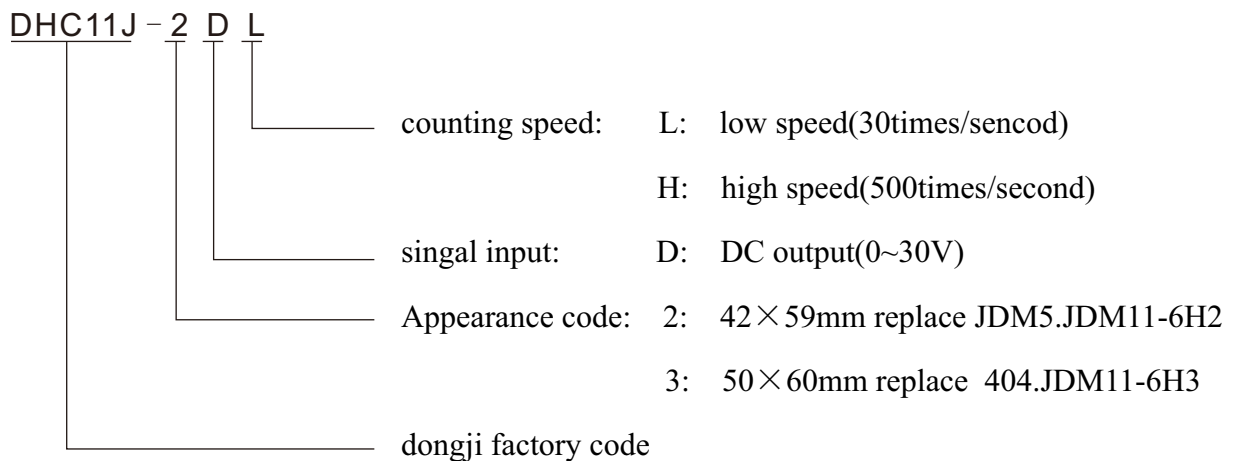 DHC11J-2 D L
counting speed: L: low speed(30times/sencod)
H: high speed(500times/second)
singal input: D: DC output(0~30V)
Appearance code: 2: 42×59mm replace JDM5.JDM11-6H2
3: 50×60mm replace 404.JDM11-6H3
dongji factory code